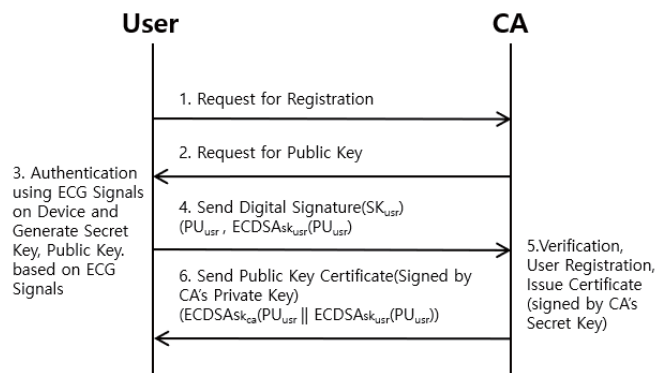 User
CA
1. Request for Registration
2. Request for Public Key
3. Authentication
using ECG Signals
on Device and
Generate Secret
Key, Public Key.
based on ECG
Signals
4. Send Digital Signature(SKusr)
(PUusr , ECDSAskusr(PUusr)
5.Verification,
User Registration,
Issue Certificate
(signed by CA's
Secret Key)
6. Send Public Key Certificate(Signed by
CA's Private Key)
(ECDSAskca(PUusr || ECDSAskusr(PUusr))